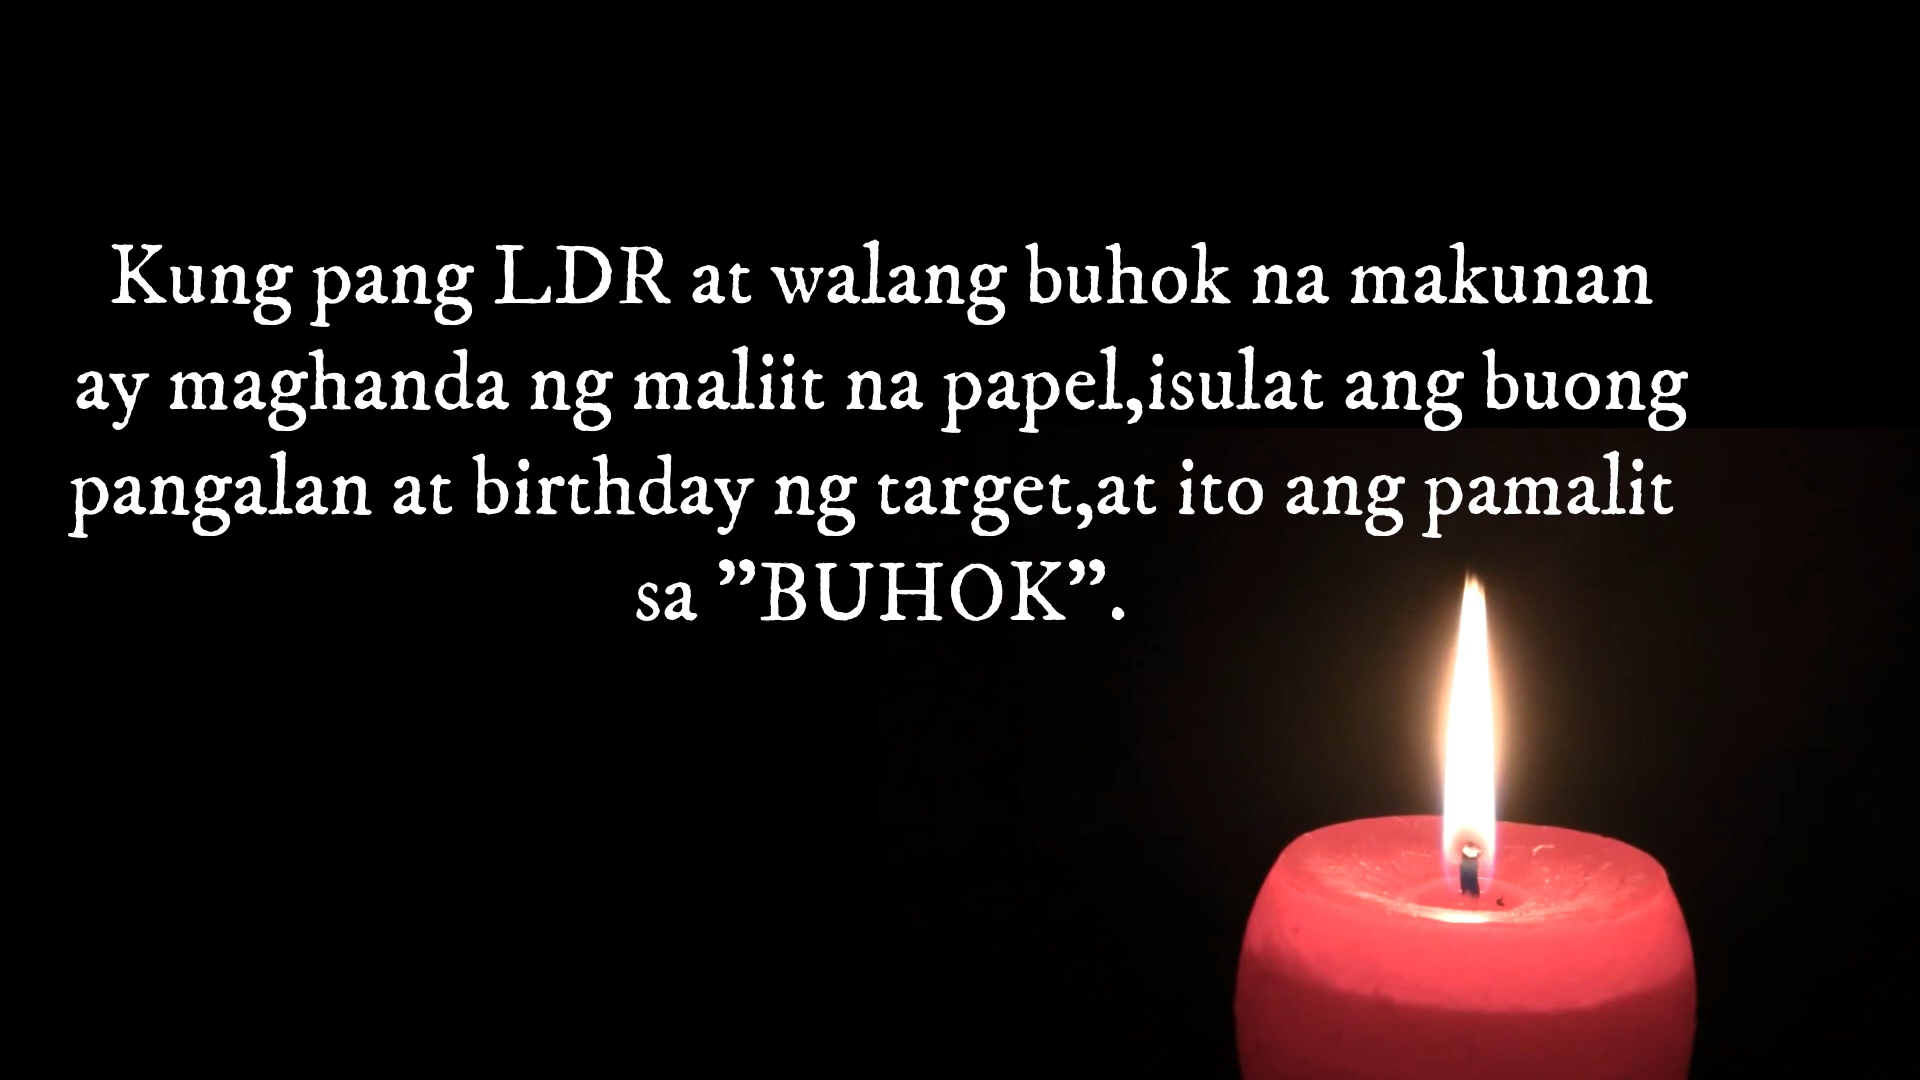 Kung pang LDR at walang buhok na makunan
ay maghanda ng maliit na papel,isulat ang buong
pangalan at birthday ng target,at ito ang pamalit
sa ”BUHOK”.